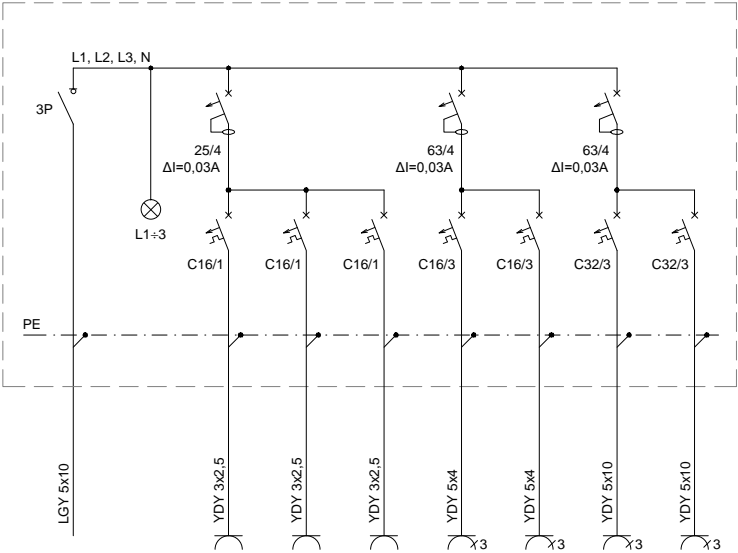 L1, L2, L3, N
3P
25/4
ΔI=0,03A
63/4
ΔI=0,03A
63/4
ΔI=0,03A
L1÷3
C16/1
C16/1
C16/1
C16/3
C16/3
C32/3
C32/3
PE
LGY 5x10
YDY 3x2,5
YDY 3x2,5
YDY 3x2,5
YDY 5x4
YDY 5x4
YDY 5x10
YDY 5x10
3
3
3
3